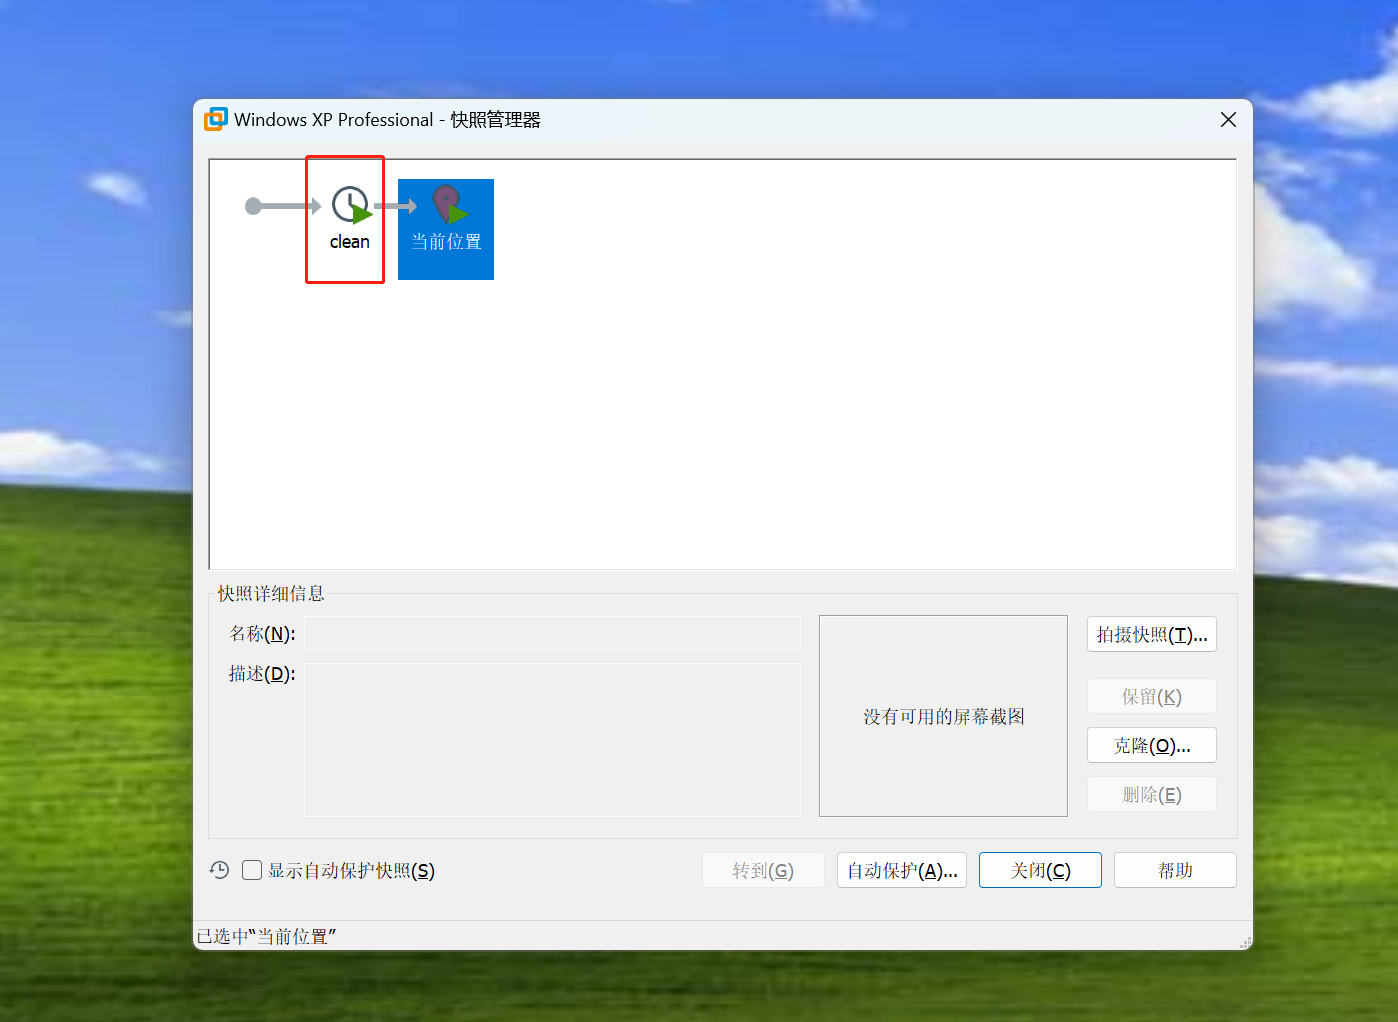 Windows XP Professional - 快照管理器
clean
当前位置
快照详细信息
名称(N):
描述(D):
没有可用的屏幕截图
拍摄快照(T)...
保留(K)
克隆(O)...
删除(E)
显示自动保护快照(S)
转到(G)
自动保护(A)...
关闭(C)
帮助
已选中“当前位置”